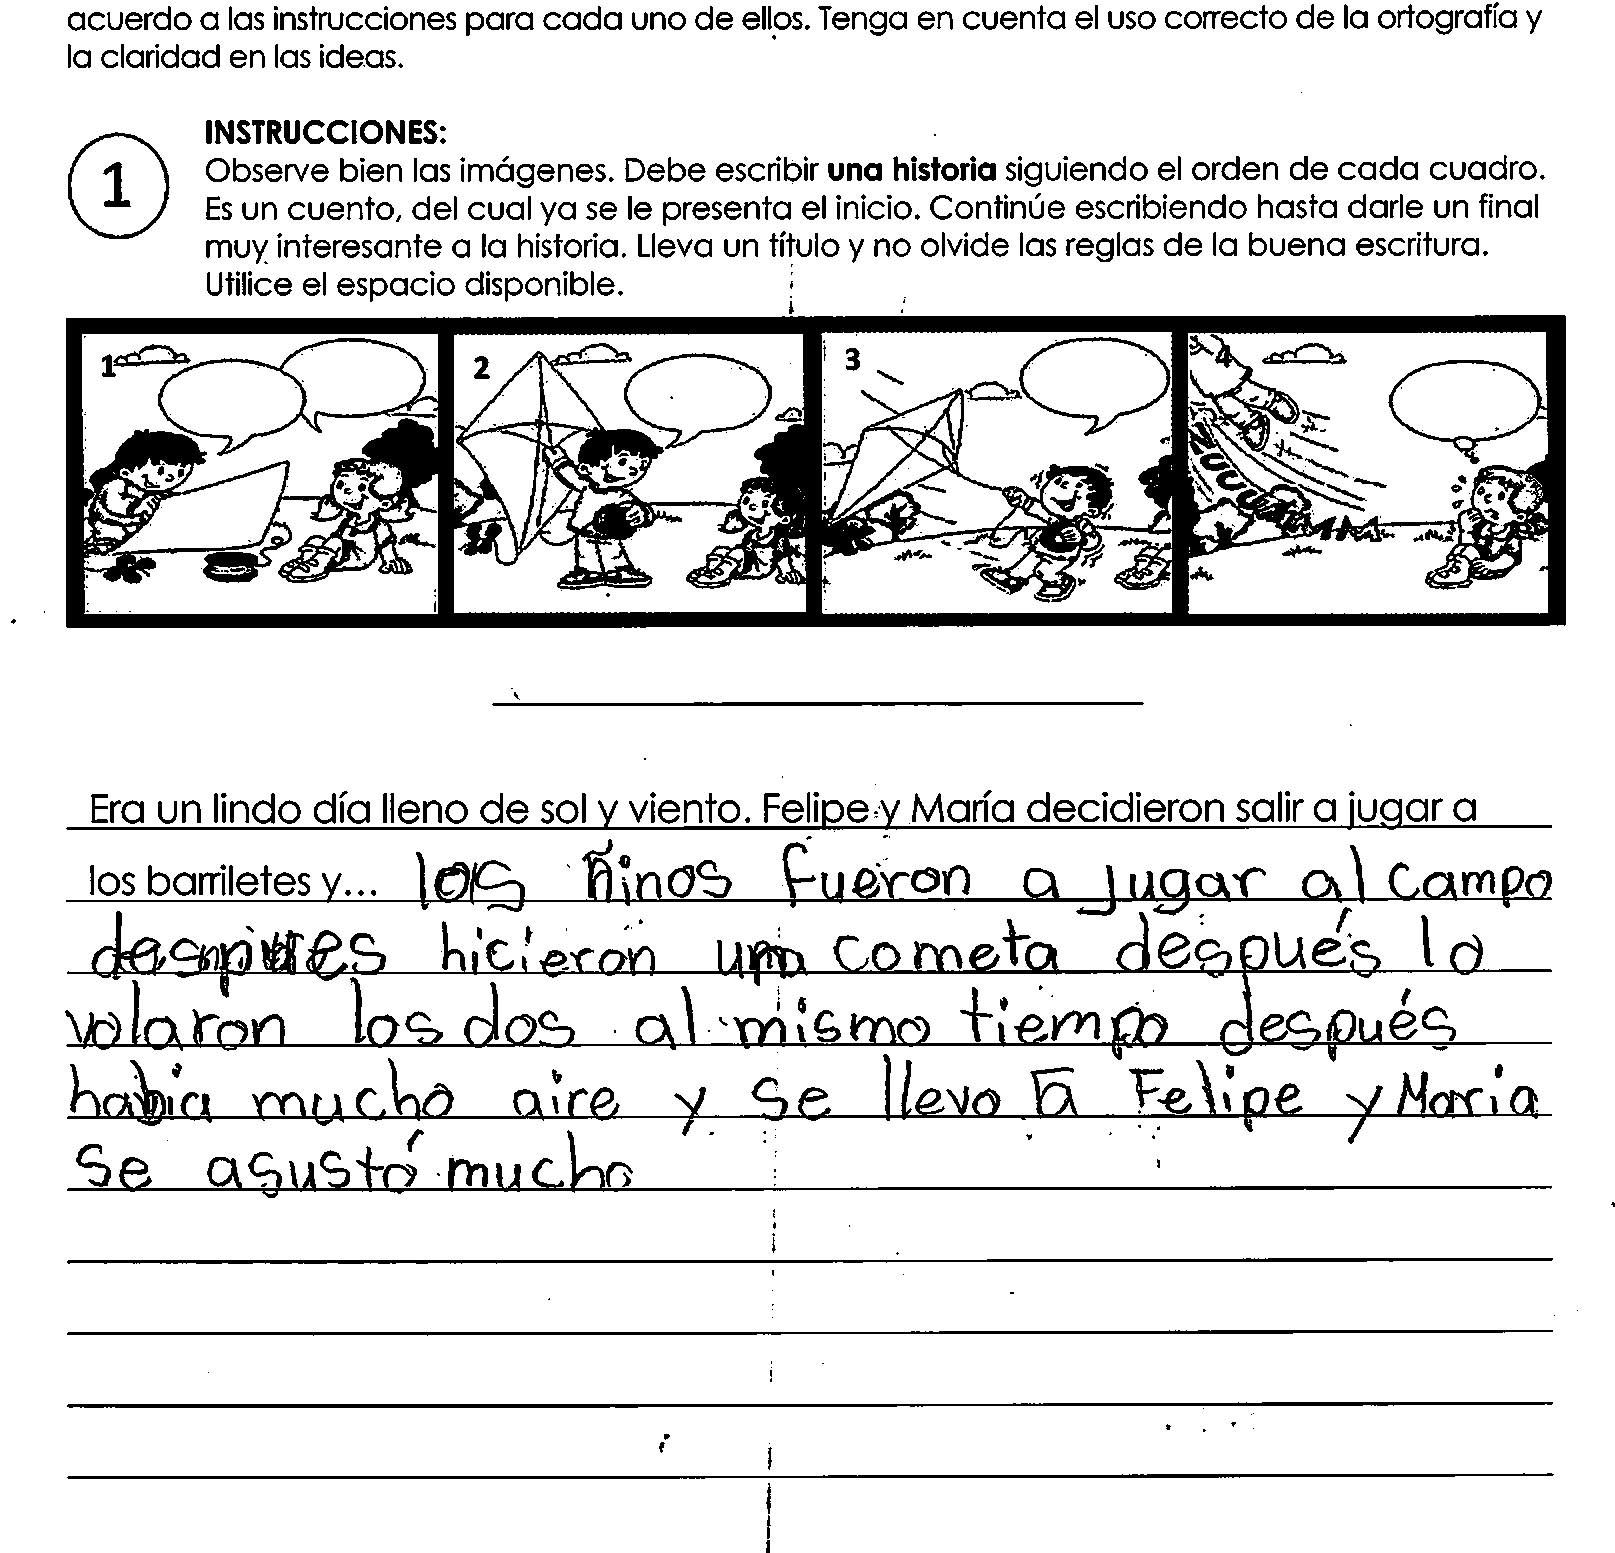 acuerdo a las instrucciones para cada uno de ellos. Tenga en cuenta el uso correcto de la ortografía y
la claridad en las ideas.
INSTRUCCIONES:
1
Observe bien las imágenes. Debe escribir una historia siguiendo el orden de cada cuadro.
Es un cuento, del cual ya se le presenta el inicio. Continúe escribiendo hasta darle un final
muy interesante a la historia. Lleva un título y no olvide las reglas de la buena escritura.
Utilice el espacio disponible.
1 2 3 4
Era un lindo día lleno de sol y viento. Felipe y María decidieron salir a jugar a
los barriletes y... los ñinos fueron a jugar al campo
despues hicieron una cometa después lo
volaron los dos al mismo tiempo después
habia mucho aire y se llevo a Felipe y Maria
se asustó mucho